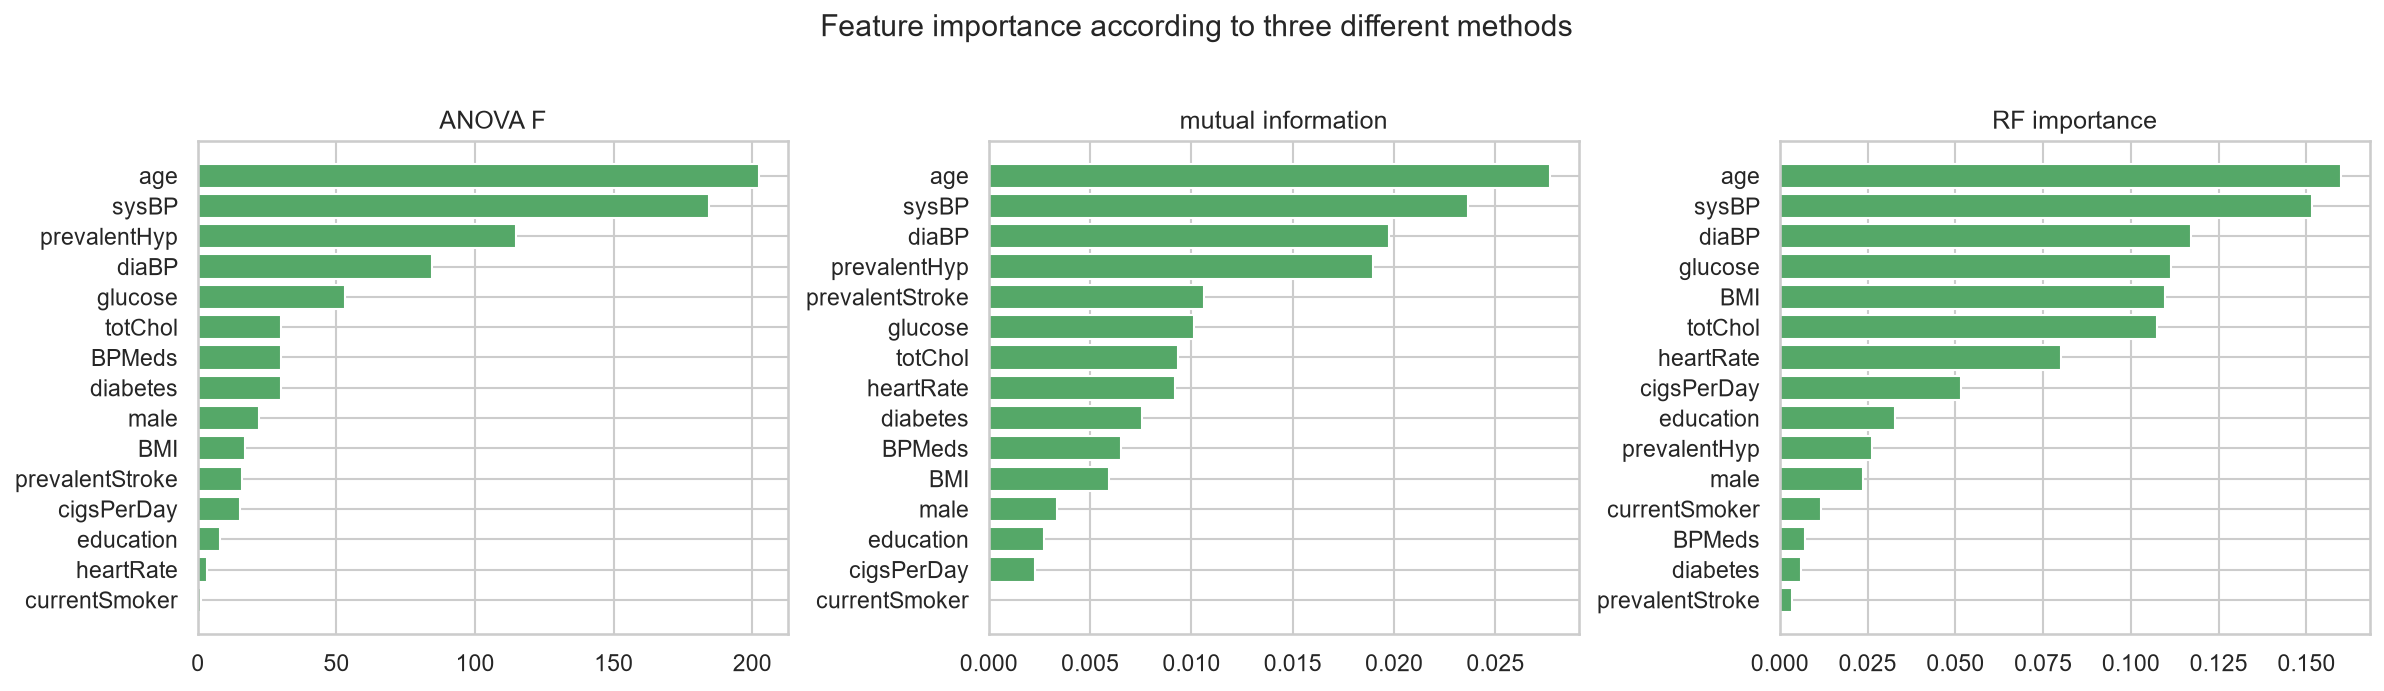 Feature importance according to three different methods
ANOVA F
age
sysBP
prevalentHyp
diaBP
glucose
totChol
BPMeds
diabetes
male
BMI
prevalentStroke
cigsPerDay
education
heartRate
currentSmoker
0 50 100 150 200
mutual information
age
sysBP
diaBP
prevalentHyp
prevalentStroke
glucose
totChol
heartRate
diabetes
BPMeds
BMI
male
education
cigsPerDay
currentSmoker
0.000 0.005 0.010 0.015 0.020 0.025
RF importance
age
sysBP
diaBP
glucose
BMI
totChol
heartRate
cigsPerDay
education
prevalentHyp
male
currentSmoker
BPMeds
diabetes
prevalentStroke
0.000 0.025 0.050 0.075 0.100 0.125 0.150